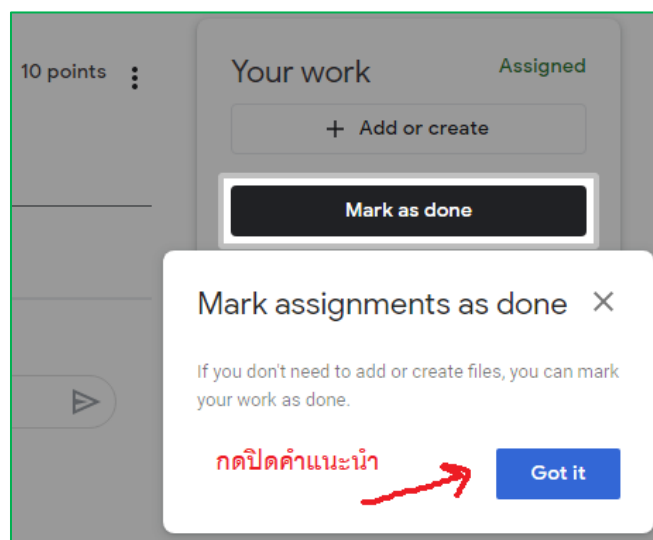 10 points
Your work
Assigned
+ Add or create
Mark as done
Mark assignments as done
If you don't need to add or create files, you can mark
your work as done.
กดปิดคำแนะนำ
Got it